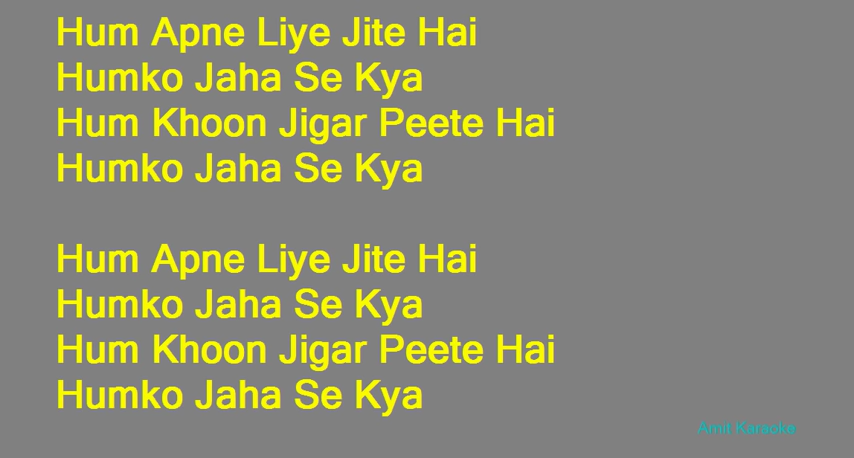 Hum Apne Liye Jite Hai
Humko Jaha Se Kya
Hum Khoon Jigar Peete Hai
Humko Jaha Se Kya
Hum Apne Liye Jite Hai
Humko Jaha Se Kya
Hum Khoon Jigar Peete Hai
Humko Jaha Se Kya
Amit Karaoke